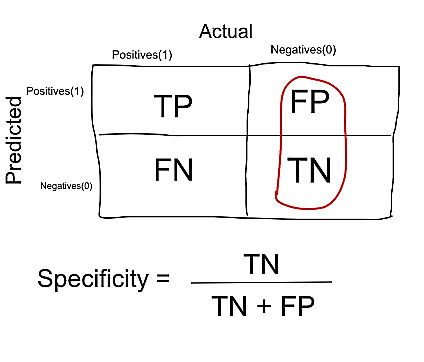 Actual
Positives(1) Negatives(0)
Predicted
Positives(1) TP FP
Negatives(0) FN TN
Specificity = TN
TN + FP